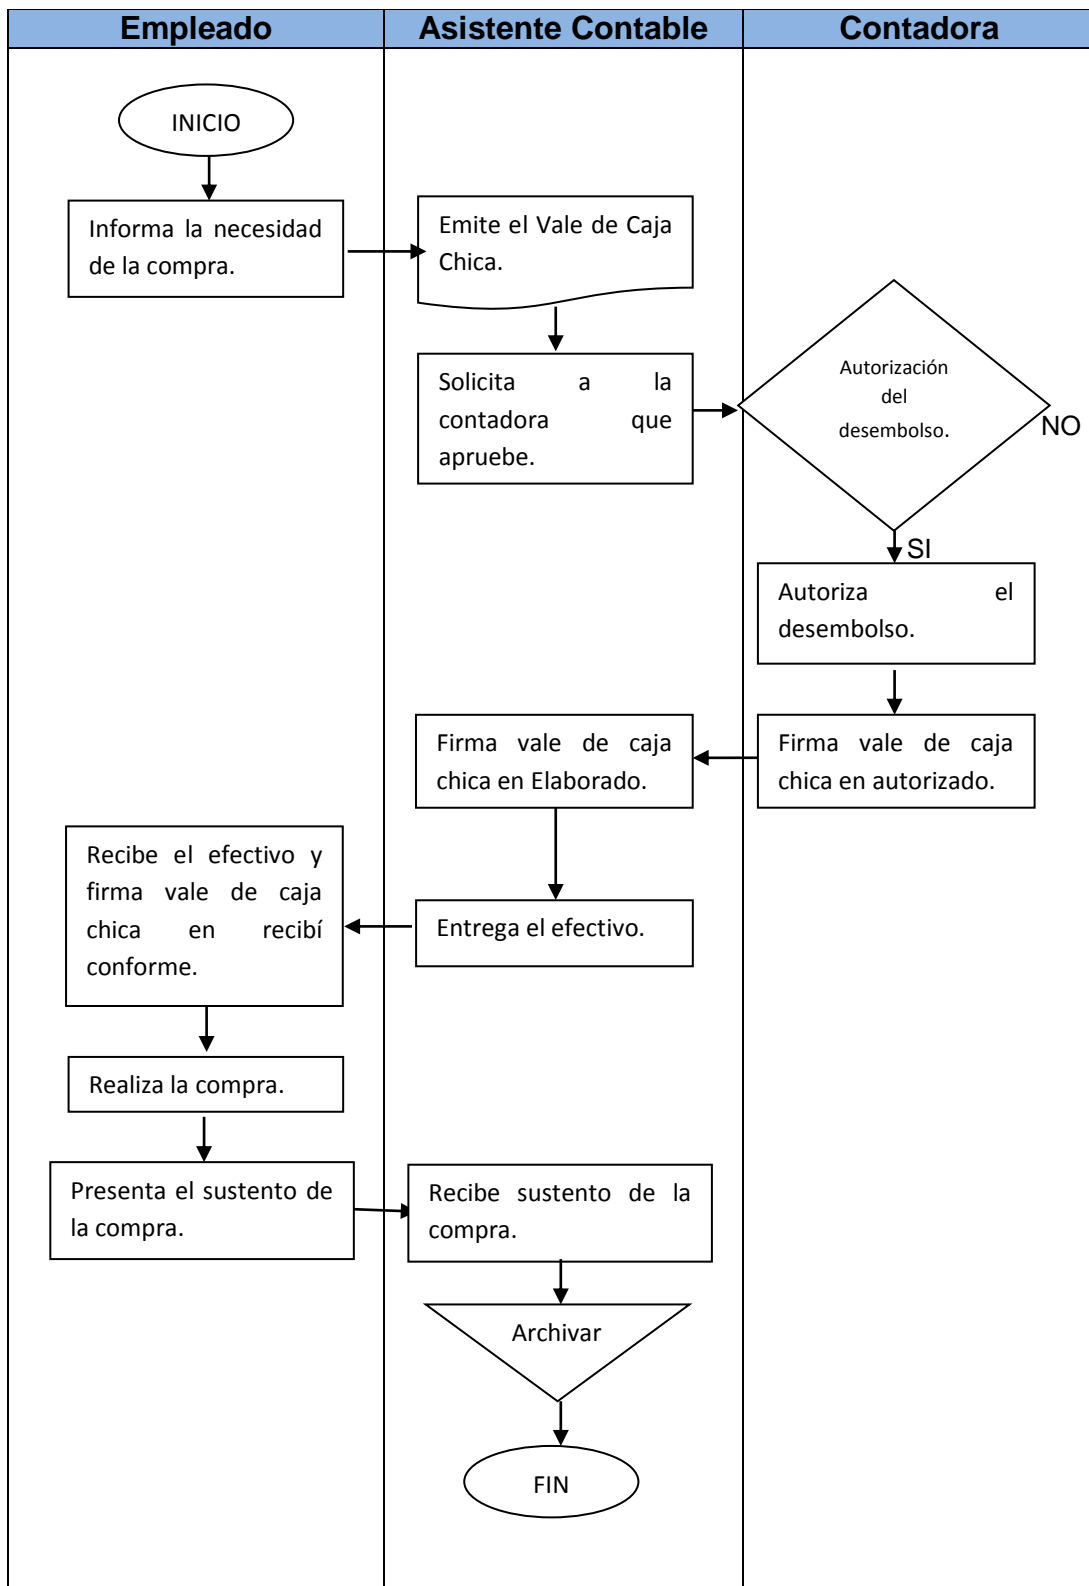 Empleado
Asistente Contable
Contadora
INICIO
Informa la necesidad
de la compra.
Emite el Vale de Caja
Chica.
Solicita a la
contadora que
apruebe.
Autorización
del
desembolso.
NO
SI
Autoriza el
desembolso.
Firma vale de caja
chica en autorizado.
Firma vale de caja
chica en Elaborado.
Entrega el efectivo.
Recibe el efectivo y
firma vale de caja
chica en recibí
conforme.
Realiza la compra.
Presenta el sustento de
la compra.
Recibe sustento de la
compra.
Archivar
FIN